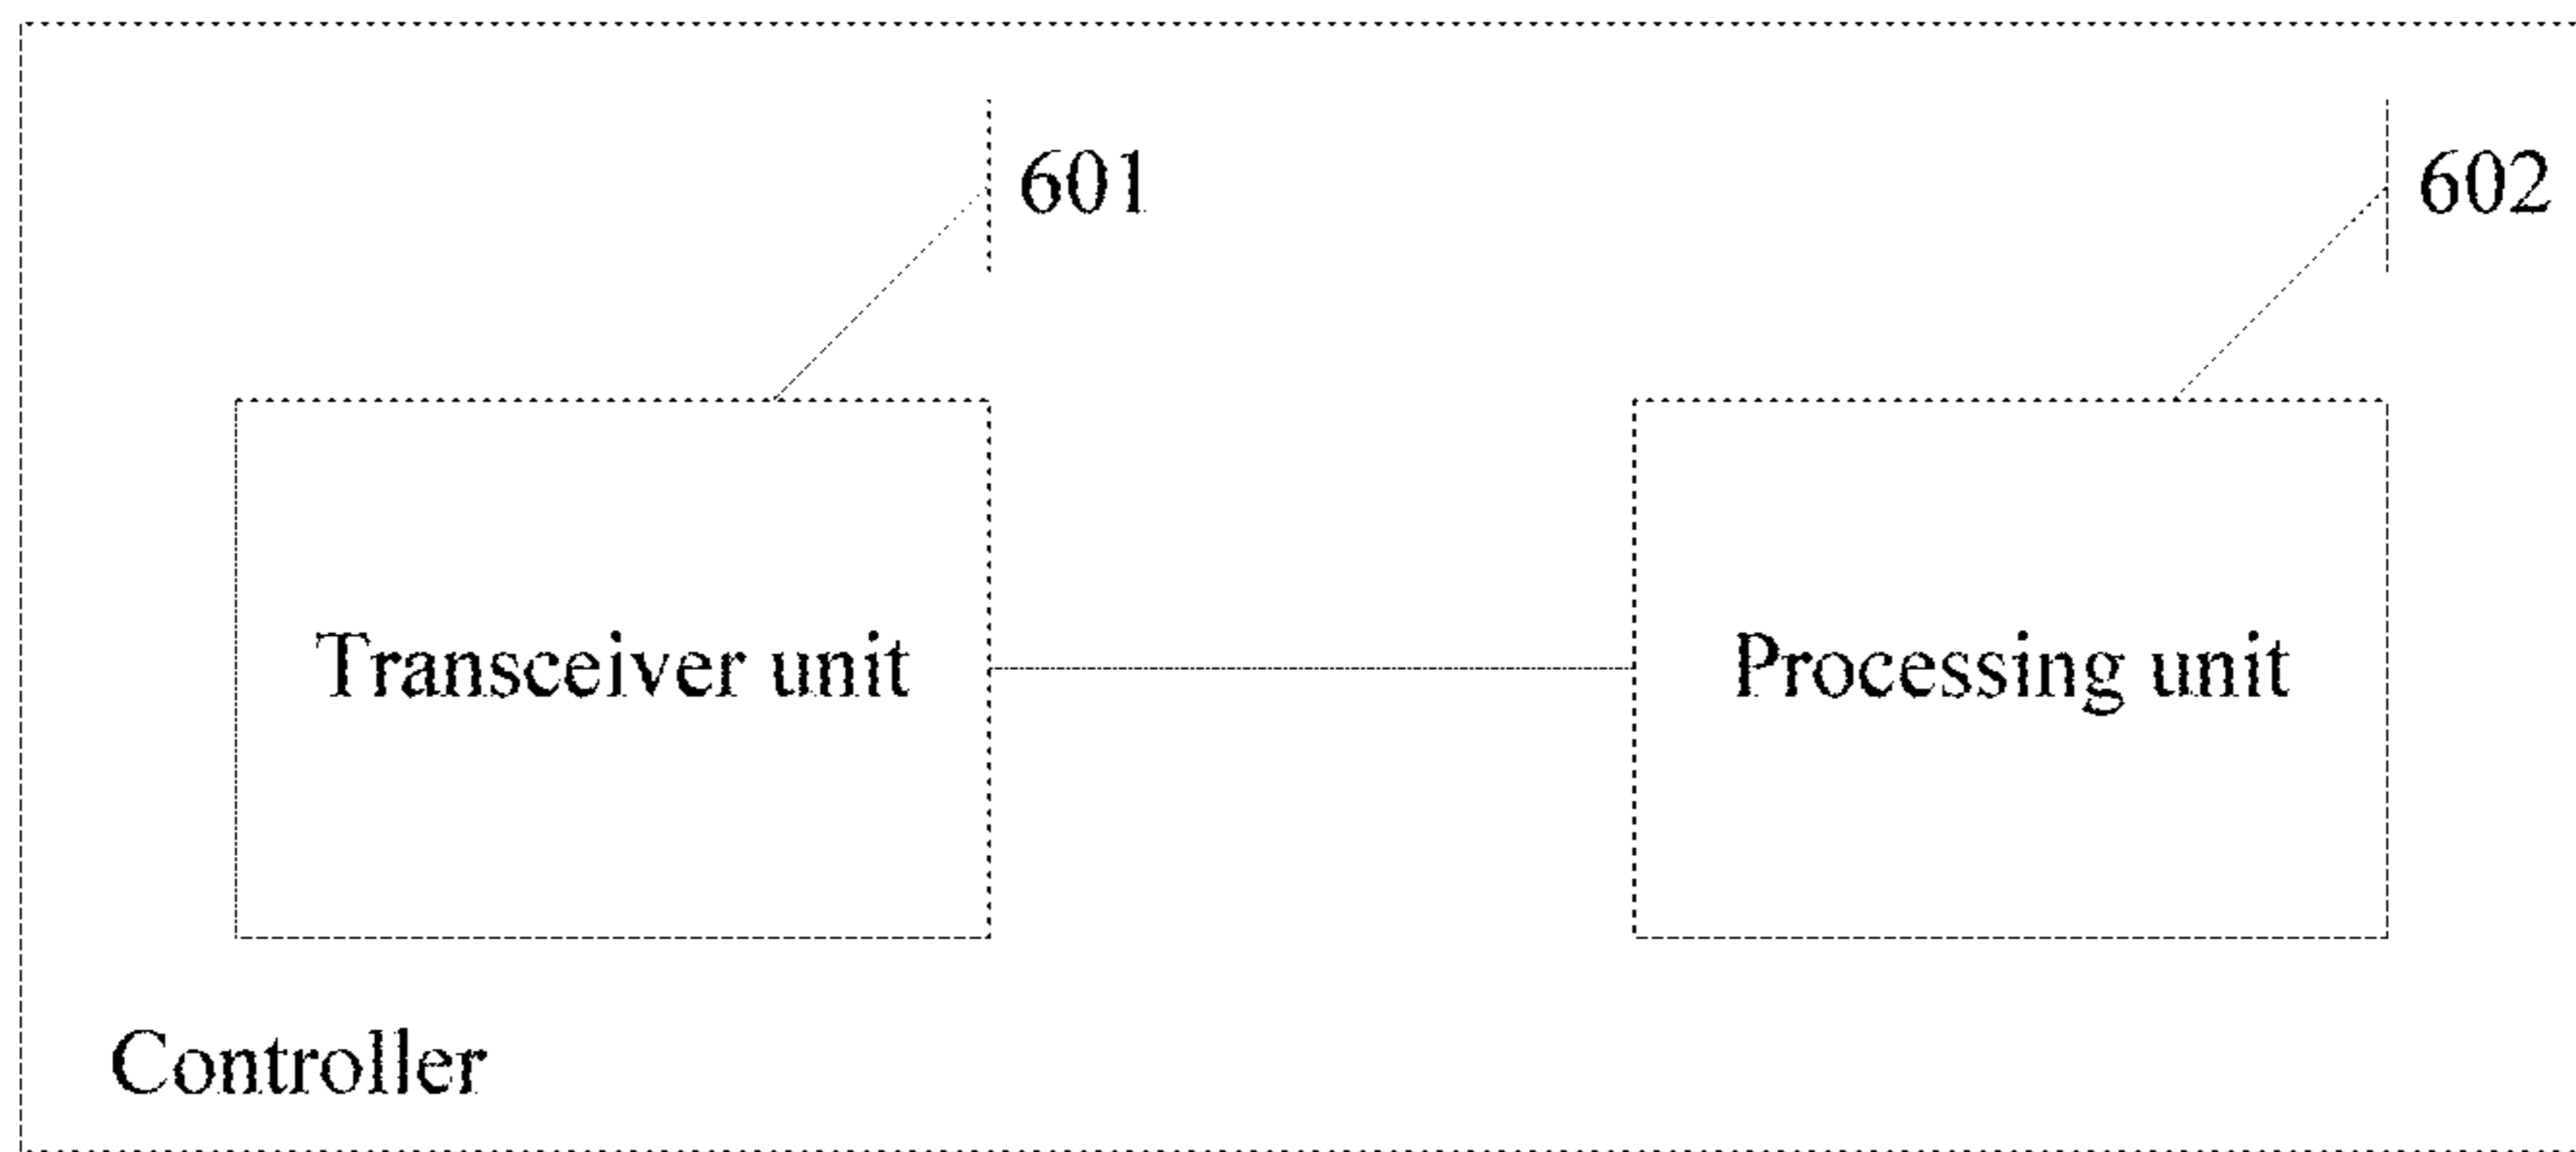 601
602
Transceiver unit
Processing unit
Controller